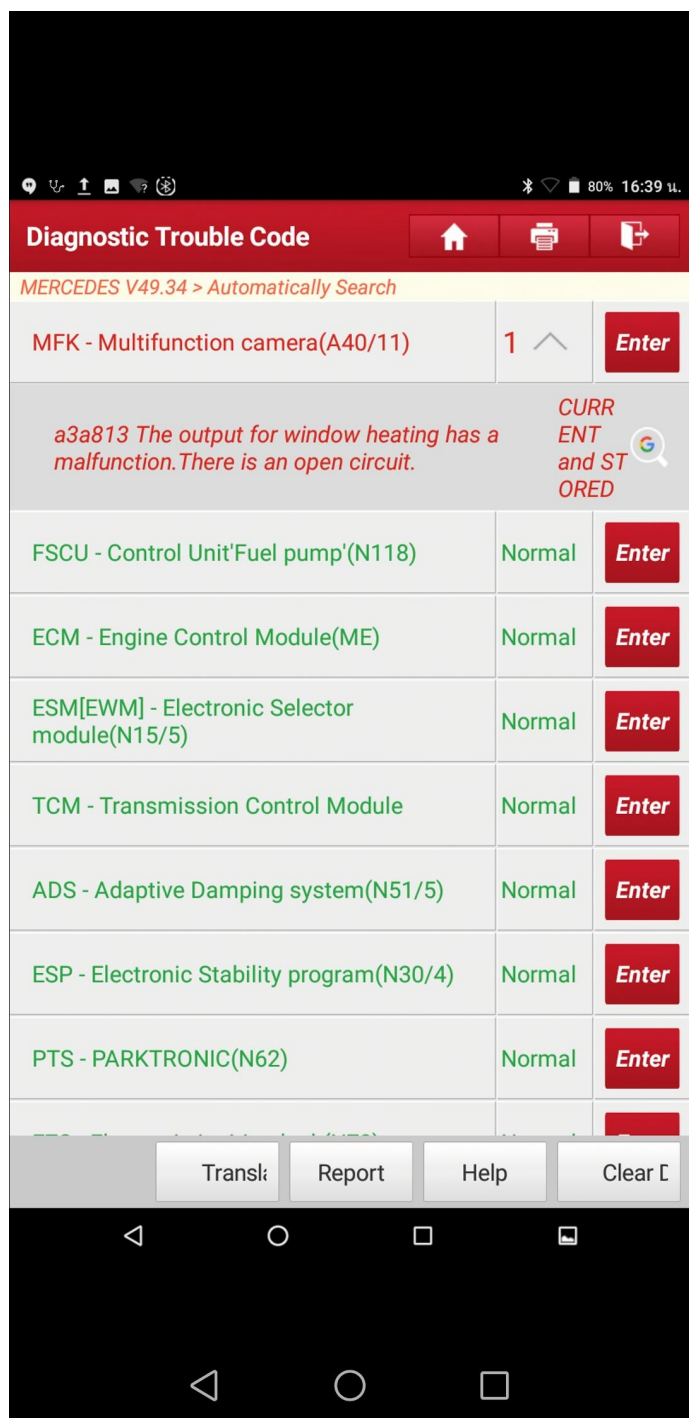 80% 16:39 น.
Diagnostic Trouble Code
MERCEDES V49.34 > Automatically Search
MFK - Multifunction camera(A40/11) 1 Enter
a3a813 The output for window heating has a
malfunction.There is an open circuit.
CURR
ENT
and ST
ORED
FSCU - Control Unit'Fuel pump'(N118) Normal Enter
ECM - Engine Control Module(ME) Normal Enter
ESM[EWM] - Electronic Selector
module(N15/5) Normal Enter
TCM - Transmission Control Module Normal Enter
ADS - Adaptive Damping system(N51/5) Normal Enter
ESP - Electronic Stability program(N30/4) Normal Enter
PTS - PARKTRONIC(N62) Normal Enter
Transla Report Help Clear D